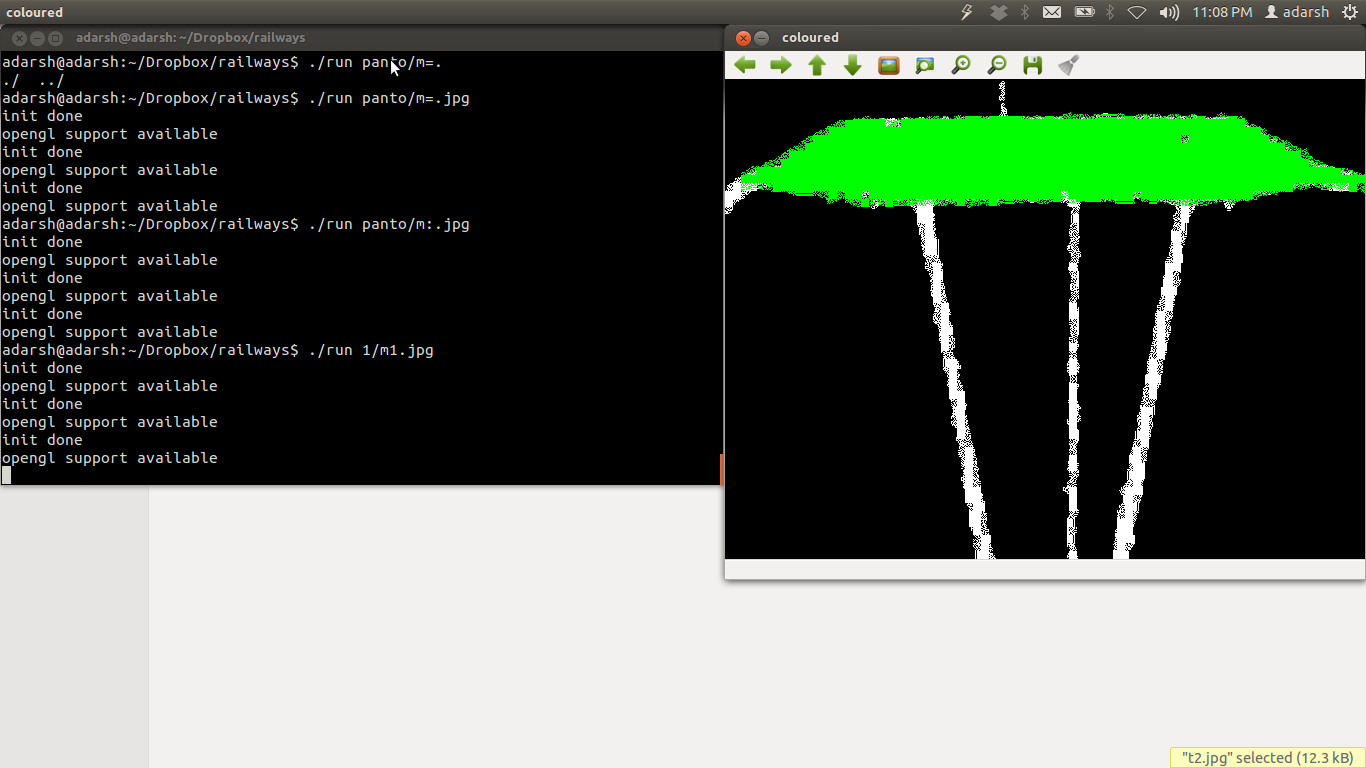 coloured
11:08 PM adarsh
adarsh@adarsh: ~/Dropbox/railways
adarsh@adarsh:~/Dropbox/railways$ ./run panto/m=.
./ ../
adarsh@adarsh:~/Dropbox/railways$ ./run panto/m=.jpg
init done
opengl support available
init done
opengl support available
init done
opengl support available
adarsh@adarsh:~/Dropbox/railways$ ./run panto/m:.jpg
init done
opengl support available
init done
opengl support available
init done
opengl support available
adarsh@adarsh:~/Dropbox/railways$ ./run 1/m1.jpg
init done
opengl support available
init done
opengl support available
init done
opengl support available
coloured
"t2.jpg" selected (12.3 kB)